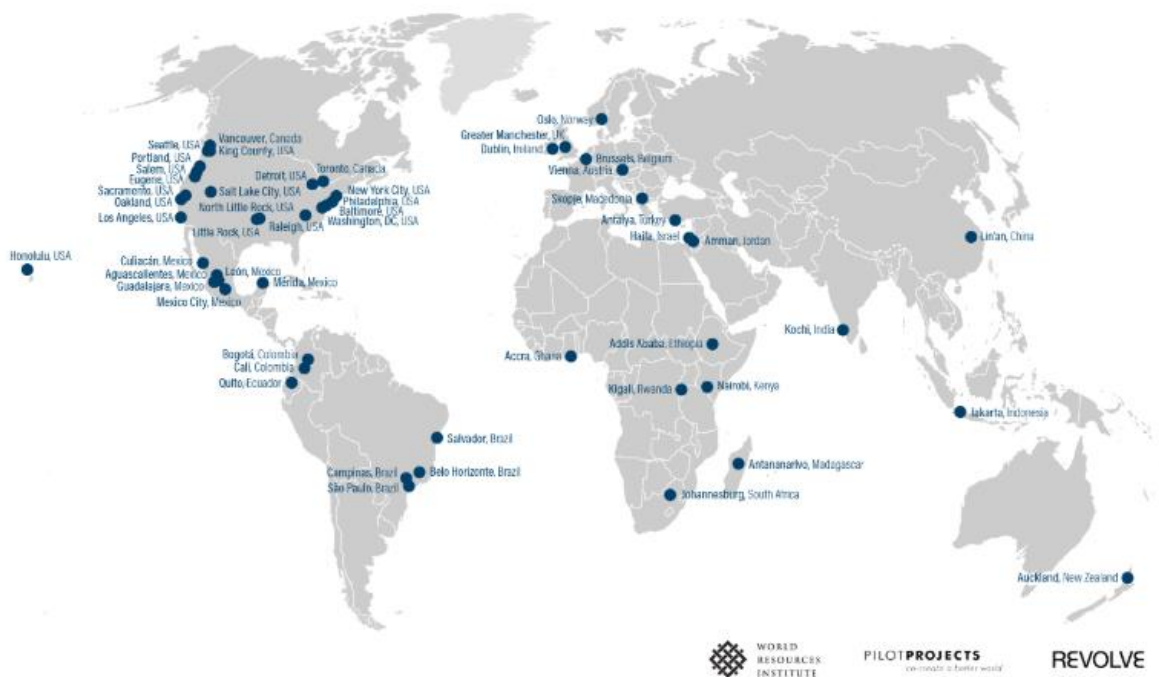 Oslo, Norway
Greater Manchester, UK
Dublin, Ireland
Brussels, Belgium
Vienna, Austria
Skopje, Macedonia
Antalya, Turkey
Haifa, Israel
Amman, Jordan
Lin'an, China
Seattle, USA
Vancouver, Canada
King County, USA
Portland, USA
Salem, USA
Eugene, USA
Detroit, USA
Toronto, Canada
Sacramento, USA
Salt Lake City, USA
New York City, USA
Oakland, USA
Philadelphia, USA
North Little Rock, USA
Baltimore, USA
Los Angeles, USA
Washington, DC, USA
Raleigh, USA
Little Rock, USA
Honolulu, USA
Culiacán, Mexico
Aguascalientes, Mexico
León, Mexico
Guadalajara, Mexico
Mérida, Mexico
Mexico City, Mexico
Kochi, India
Addis Ababa, Ethiopia
Accra, Ghana
Bogotá, Colombia
Cali, Colombia
Quito, Ecuador
Kigali, Rwanda
Nairobi, Kenya
Jakarta, Indonesia
Salvador, Brazil
Campinas, Brazil
Belo Horizonte, Brazil
São Paulo, Brazil
Antananarivo, Madagascar
Johannesburg, South Africa
Auckland, New Zealand
WORLD
RESOURCES
INSTITUTE
PILOTPROJECTS
co-create a better world
REVOLVE